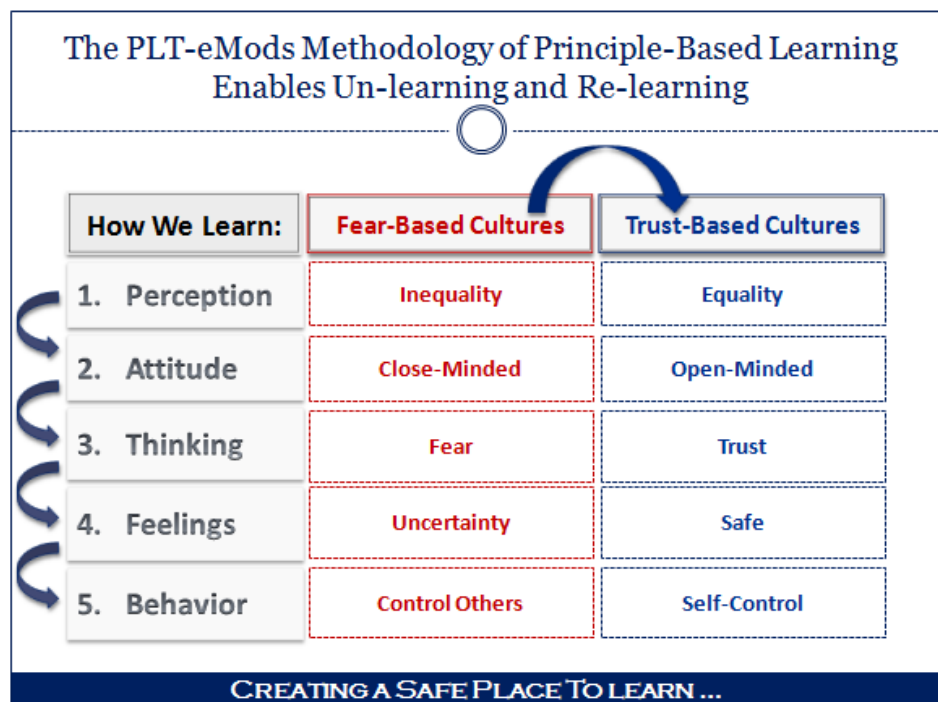 The PLT-eMods Methodology of Principle-Based Learning
Enables Un-learning and Re-learning
How We Learn: Fear-Based Cultures Trust-Based Cultures
1. Perception Inequality Equality
2. Attitude Close-Minded Open-Minded
3. Thinking Fear Trust
4. Feelings Uncertainty Safe
5. Behavior Control Others Self-Control
CREATING A SAFE PLACE TO LEARN ...